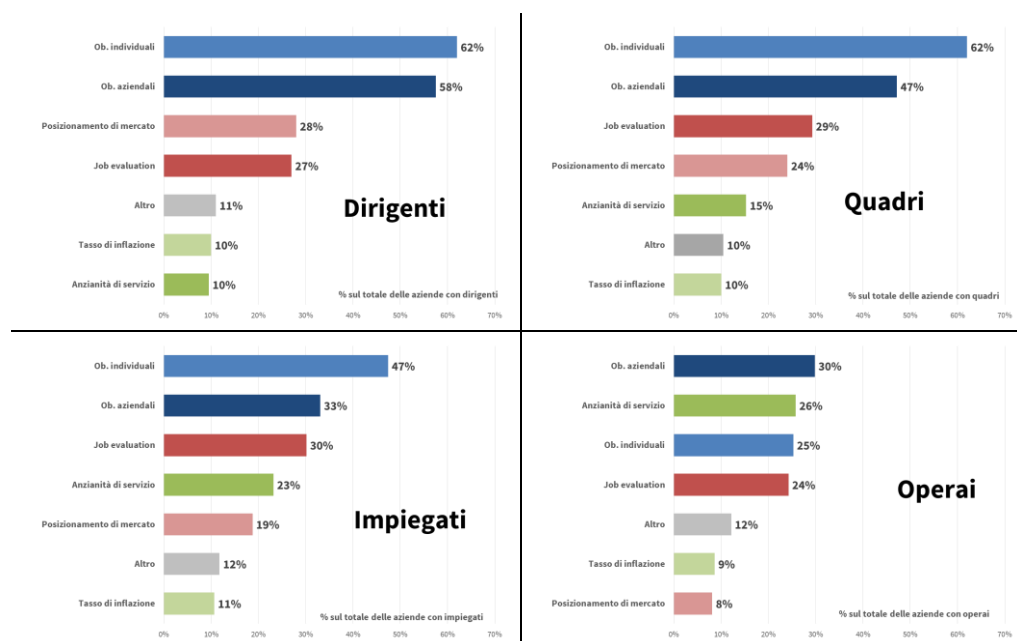 Ob. individuali 62%
Ob. aziendali 58%
Posizionamento di mercato 28%
Job evaluation 27%
Altro 11%
Tasso di inflazione 10%
Anzianità di servizio 10%
Dirigenti
% sul totale delle aziende con dirigenti
0% 10% 20% 30% 40% 50% 60% 70%
Ob. individuali 62%
Ob. aziendali 47%
Job evaluation 29%
Posizionamento di mercato 24%
Anzianità di servizio 15%
Altro 10%
Tasso di inflazione 10%
Quadri
% sul totale delle aziende con quadri
0% 10% 20% 30% 40% 50% 60% 70%
Ob. individuali 47%
Ob. aziendali 33%
Job evaluation 30%
Anzianità di servizio 23%
Posizionamento di mercato 19%
Altro 12%
Tasso di inflazione 11%
Impiegati
% sul totale delle aziende con impiegati
0% 10% 20% 30% 40% 50% 60% 70%
Ob. aziendali 30%
Anzianità di servizio 26%
Ob. individuali 25%
Job evaluation 24%
Altro 12%
Tasso di inflazione 9%
Posizionamento di mercato 8%
Operai
% sul totale delle aziende con operai
0% 10% 20% 30% 40% 50% 60% 70%